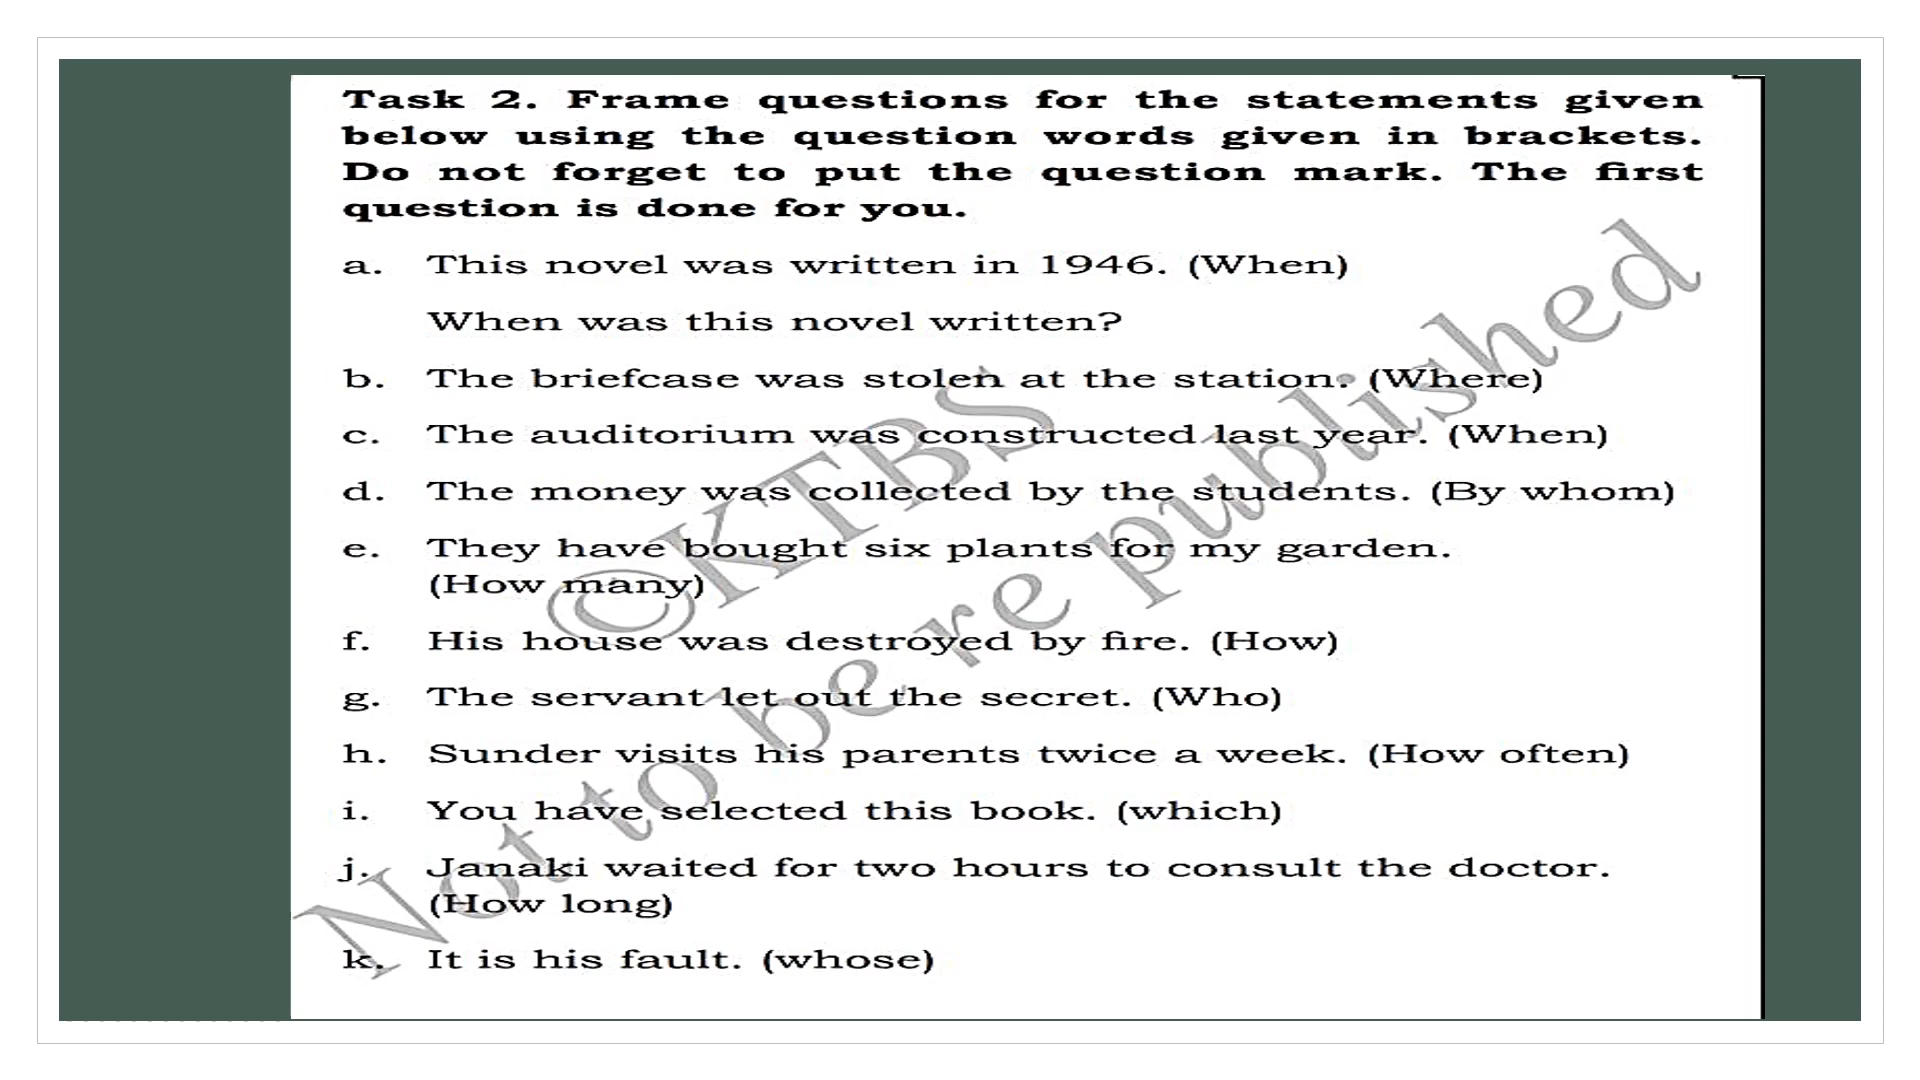 Task 2. Frame questions for the statements given
below using the question words given in brackets.
Do not forget to put the question mark. The first
question is done for you.
a. This novel was written in 1946. (When)
When was this novel written?
b. The briefcase was stolen at the station. (Where)
c. The auditorium was constructed last year. (When)
d. The money was collected by the students. (By whom)
e. They have bought six plants for my garden.
(How many)
f. His house was destroyed by fire. (How)
g. The servant let out the secret. (Who)
h. Sunder visits his parents twice a week. (How often)
i. You have selected this book. (which)
j. Janaki waited for two hours to consult the doctor.
(How long)
k. It is his fault. (whose)
©KTBS
Not to be re published